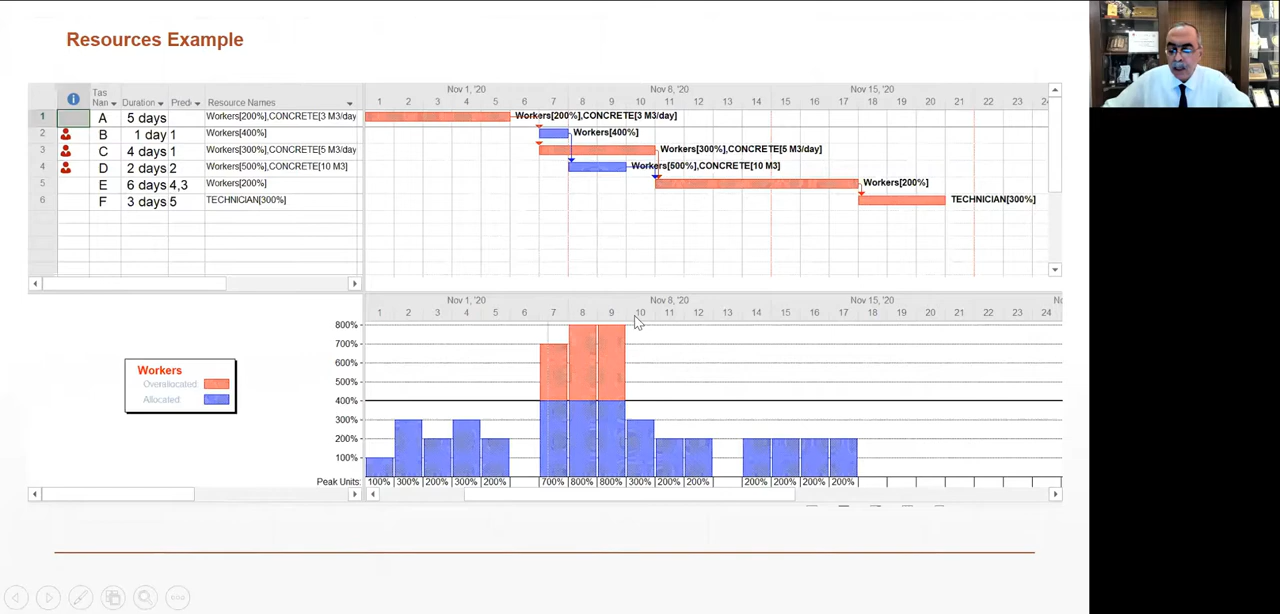 Resources Example
Nov 1, '20 Nov 8, '20 Nov 15, '20
Tas Nan Duration Pred Resource Names 1 2 3 4 5 6 7 8 9 10 11 12 13 14 15 16 17 18 19 20 21 22 23 24
1 A 5 days Workers[200%],CONCRETE[3 M3/day Workers[200%],CONCRETE[3 M3/day]
2 B 1 day 1 Workers[400%] Workers[400%]
3 C 4 days 1 Workers[300%],CONCRETE[5 M3/day Workers[300%],CONCRETE[5 M3/day]
4 D 2 days 2 Workers[500%],CONCRETE[10 M3] Workers[500%],CONCRETE[10 M3]
5 E 6 days 4,3 Workers[200%] Workers[200%]
6 F 3 days 5 TECHNICIAN[300%] TECHNICIAN[300%]
Nov 1, '20 Nov 8, '20 Nov 15, '20 No
1 2 3 4 5 6 7 8 9 10 11 12 13 14 15 16 17 18 19 20 21 22 23 24
800%
700%
600%
500%
400%
300%
200%
100%
Workers
Overallocated
Allocated
Peak Units: 100% 300% 200% 300% 200% 700% 800% 800% 300% 200% 200% 200% 200% 200% 200%